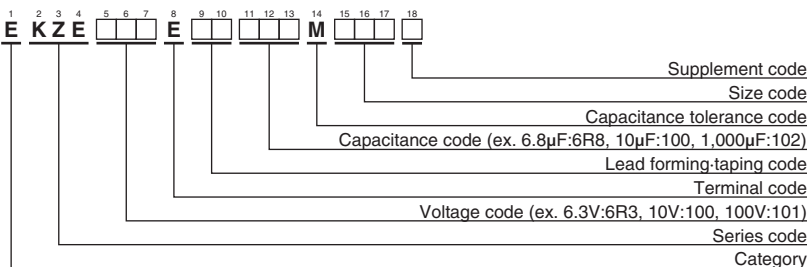 1 2 3 4 5 6 7 8 9 10 11 12 13 14 15 16 17 18
E KZE □□□ E □□ □□□ M □□□ □
Supplement code
Size code
Capacitance tolerance code
Capacitance code (ex. 6.8μF:6R8, 10μF:100, 1,000μF:102)
Lead forming·taping code
Terminal code
Voltage code (ex. 6.3V:6R3, 10V:100, 100V:101)
Series code
Category